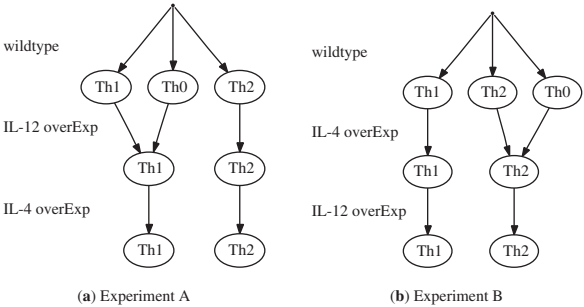 wildtype
Th1 Th0 Th2
IL-12 overExp
Th1 Th2
IL-4 overExp
Th1 Th2
(a) Experiment A
wildtype
Th1 Th2 Th0
IL-4 overExp
Th1 Th2
IL-12 overExp
Th1 Th2
(b) Experiment B